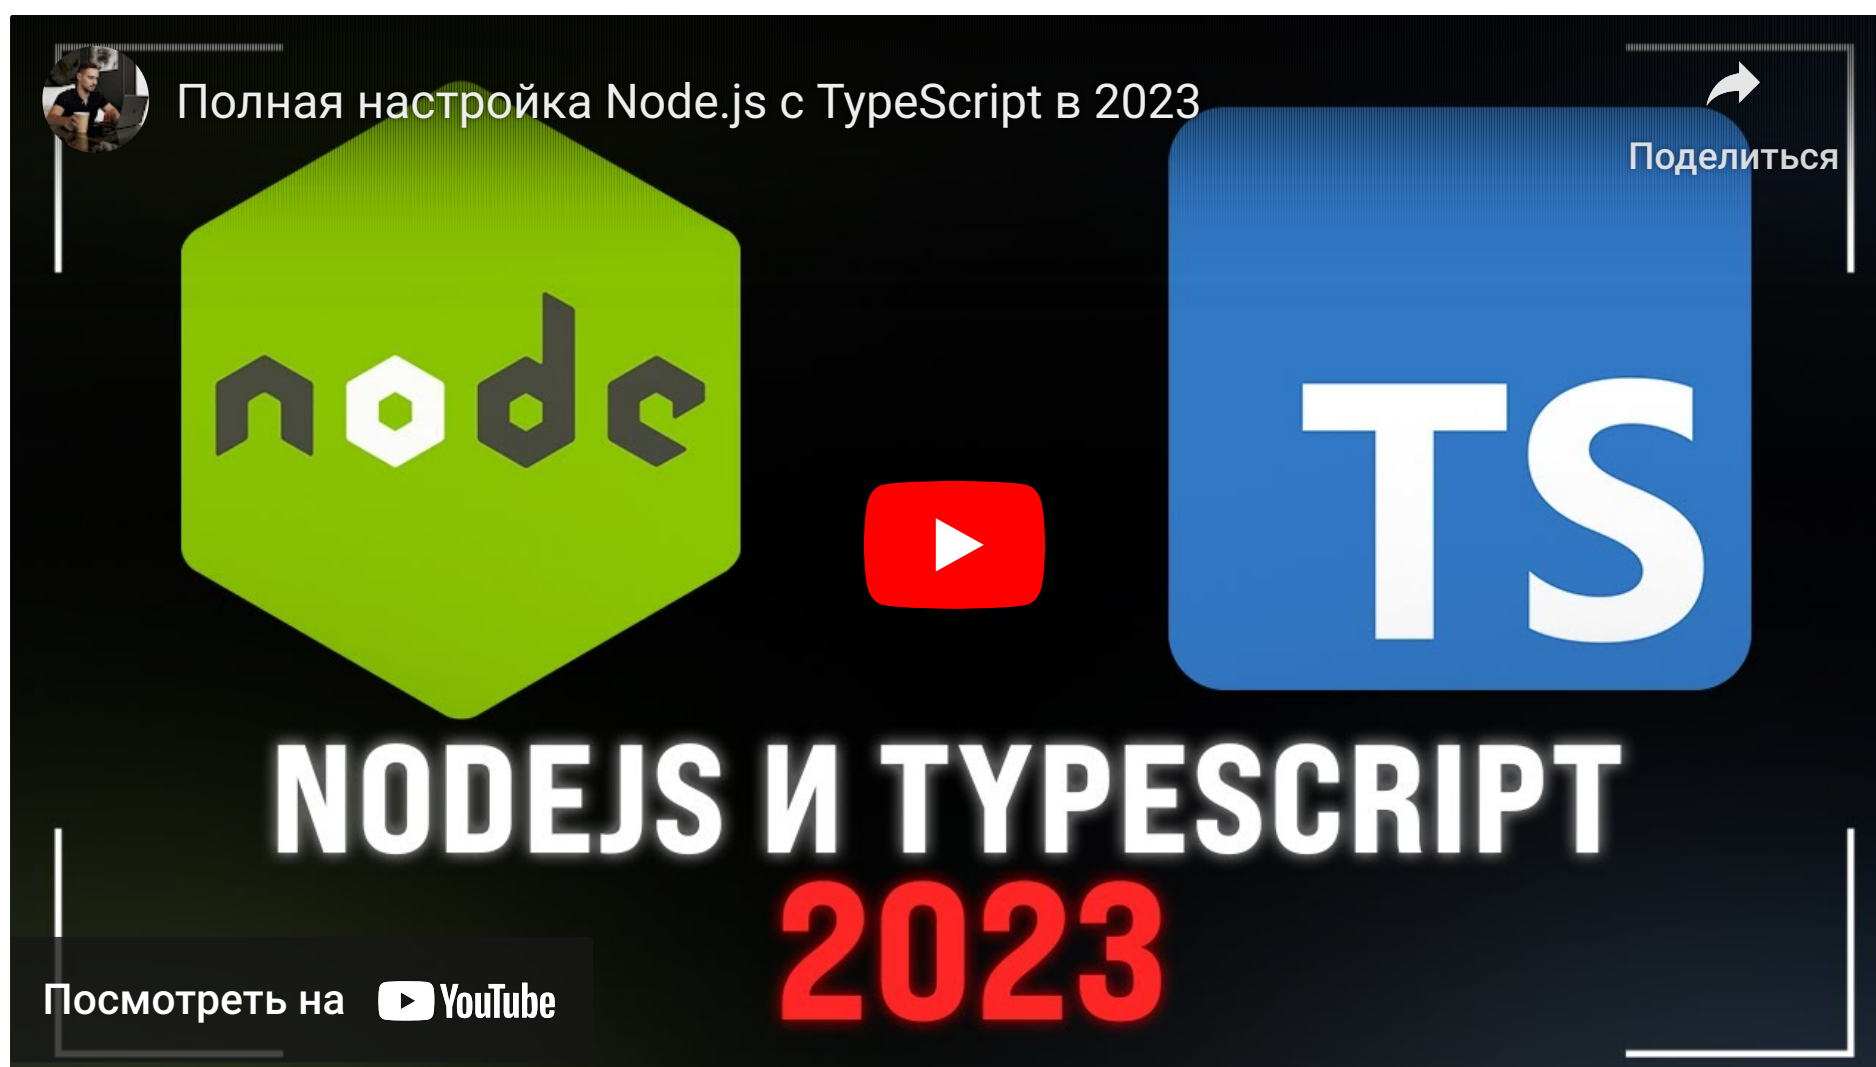 Полная настройка Node.js с TypeScript в 2023
Поделиться
node
TS
NODEJS И TYPESCRIPT
2023
Посмотреть на YouTube